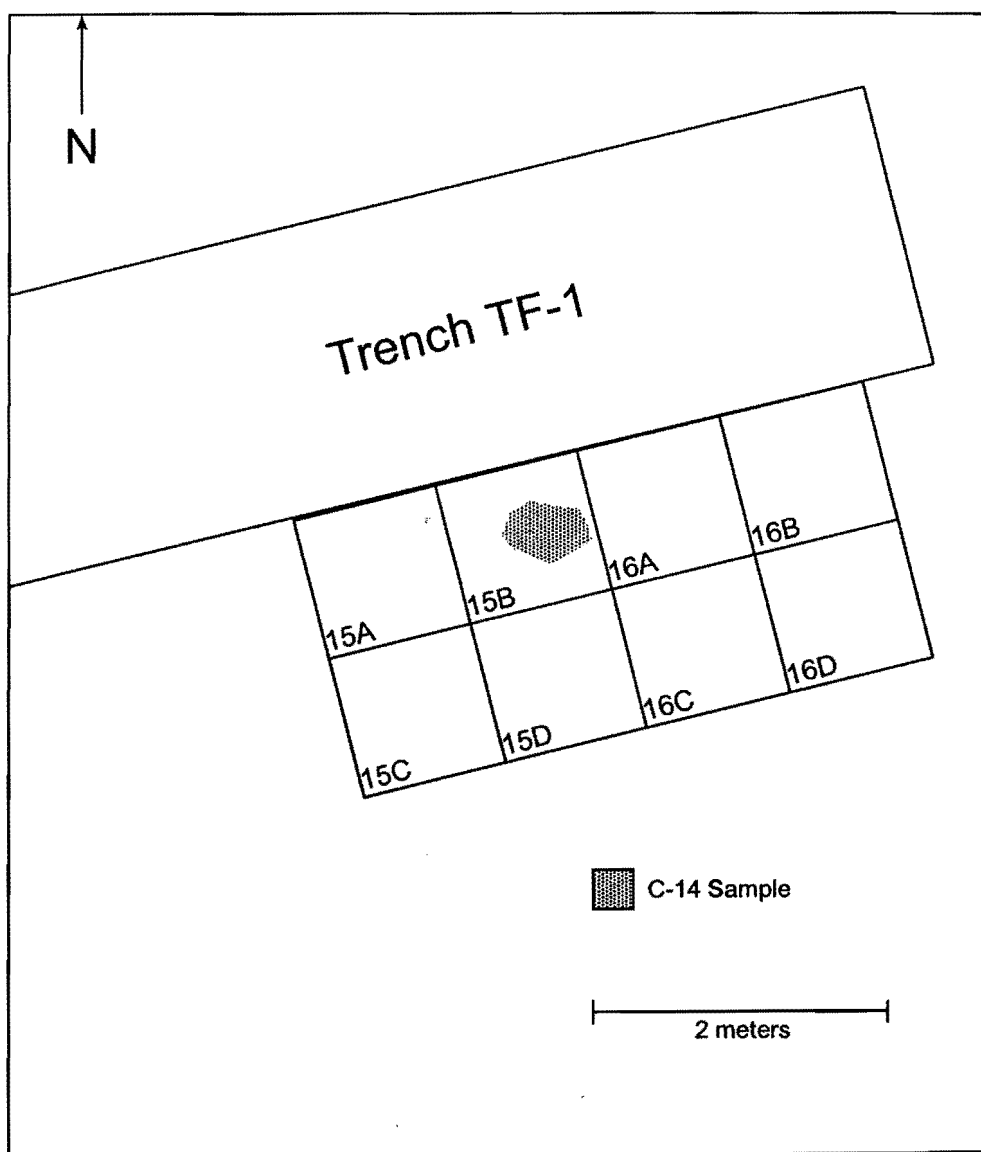 N
Trench TF-1
15A
15B
16A
16B
15C
15D
16C
16D
C-14 Sample
2 meters